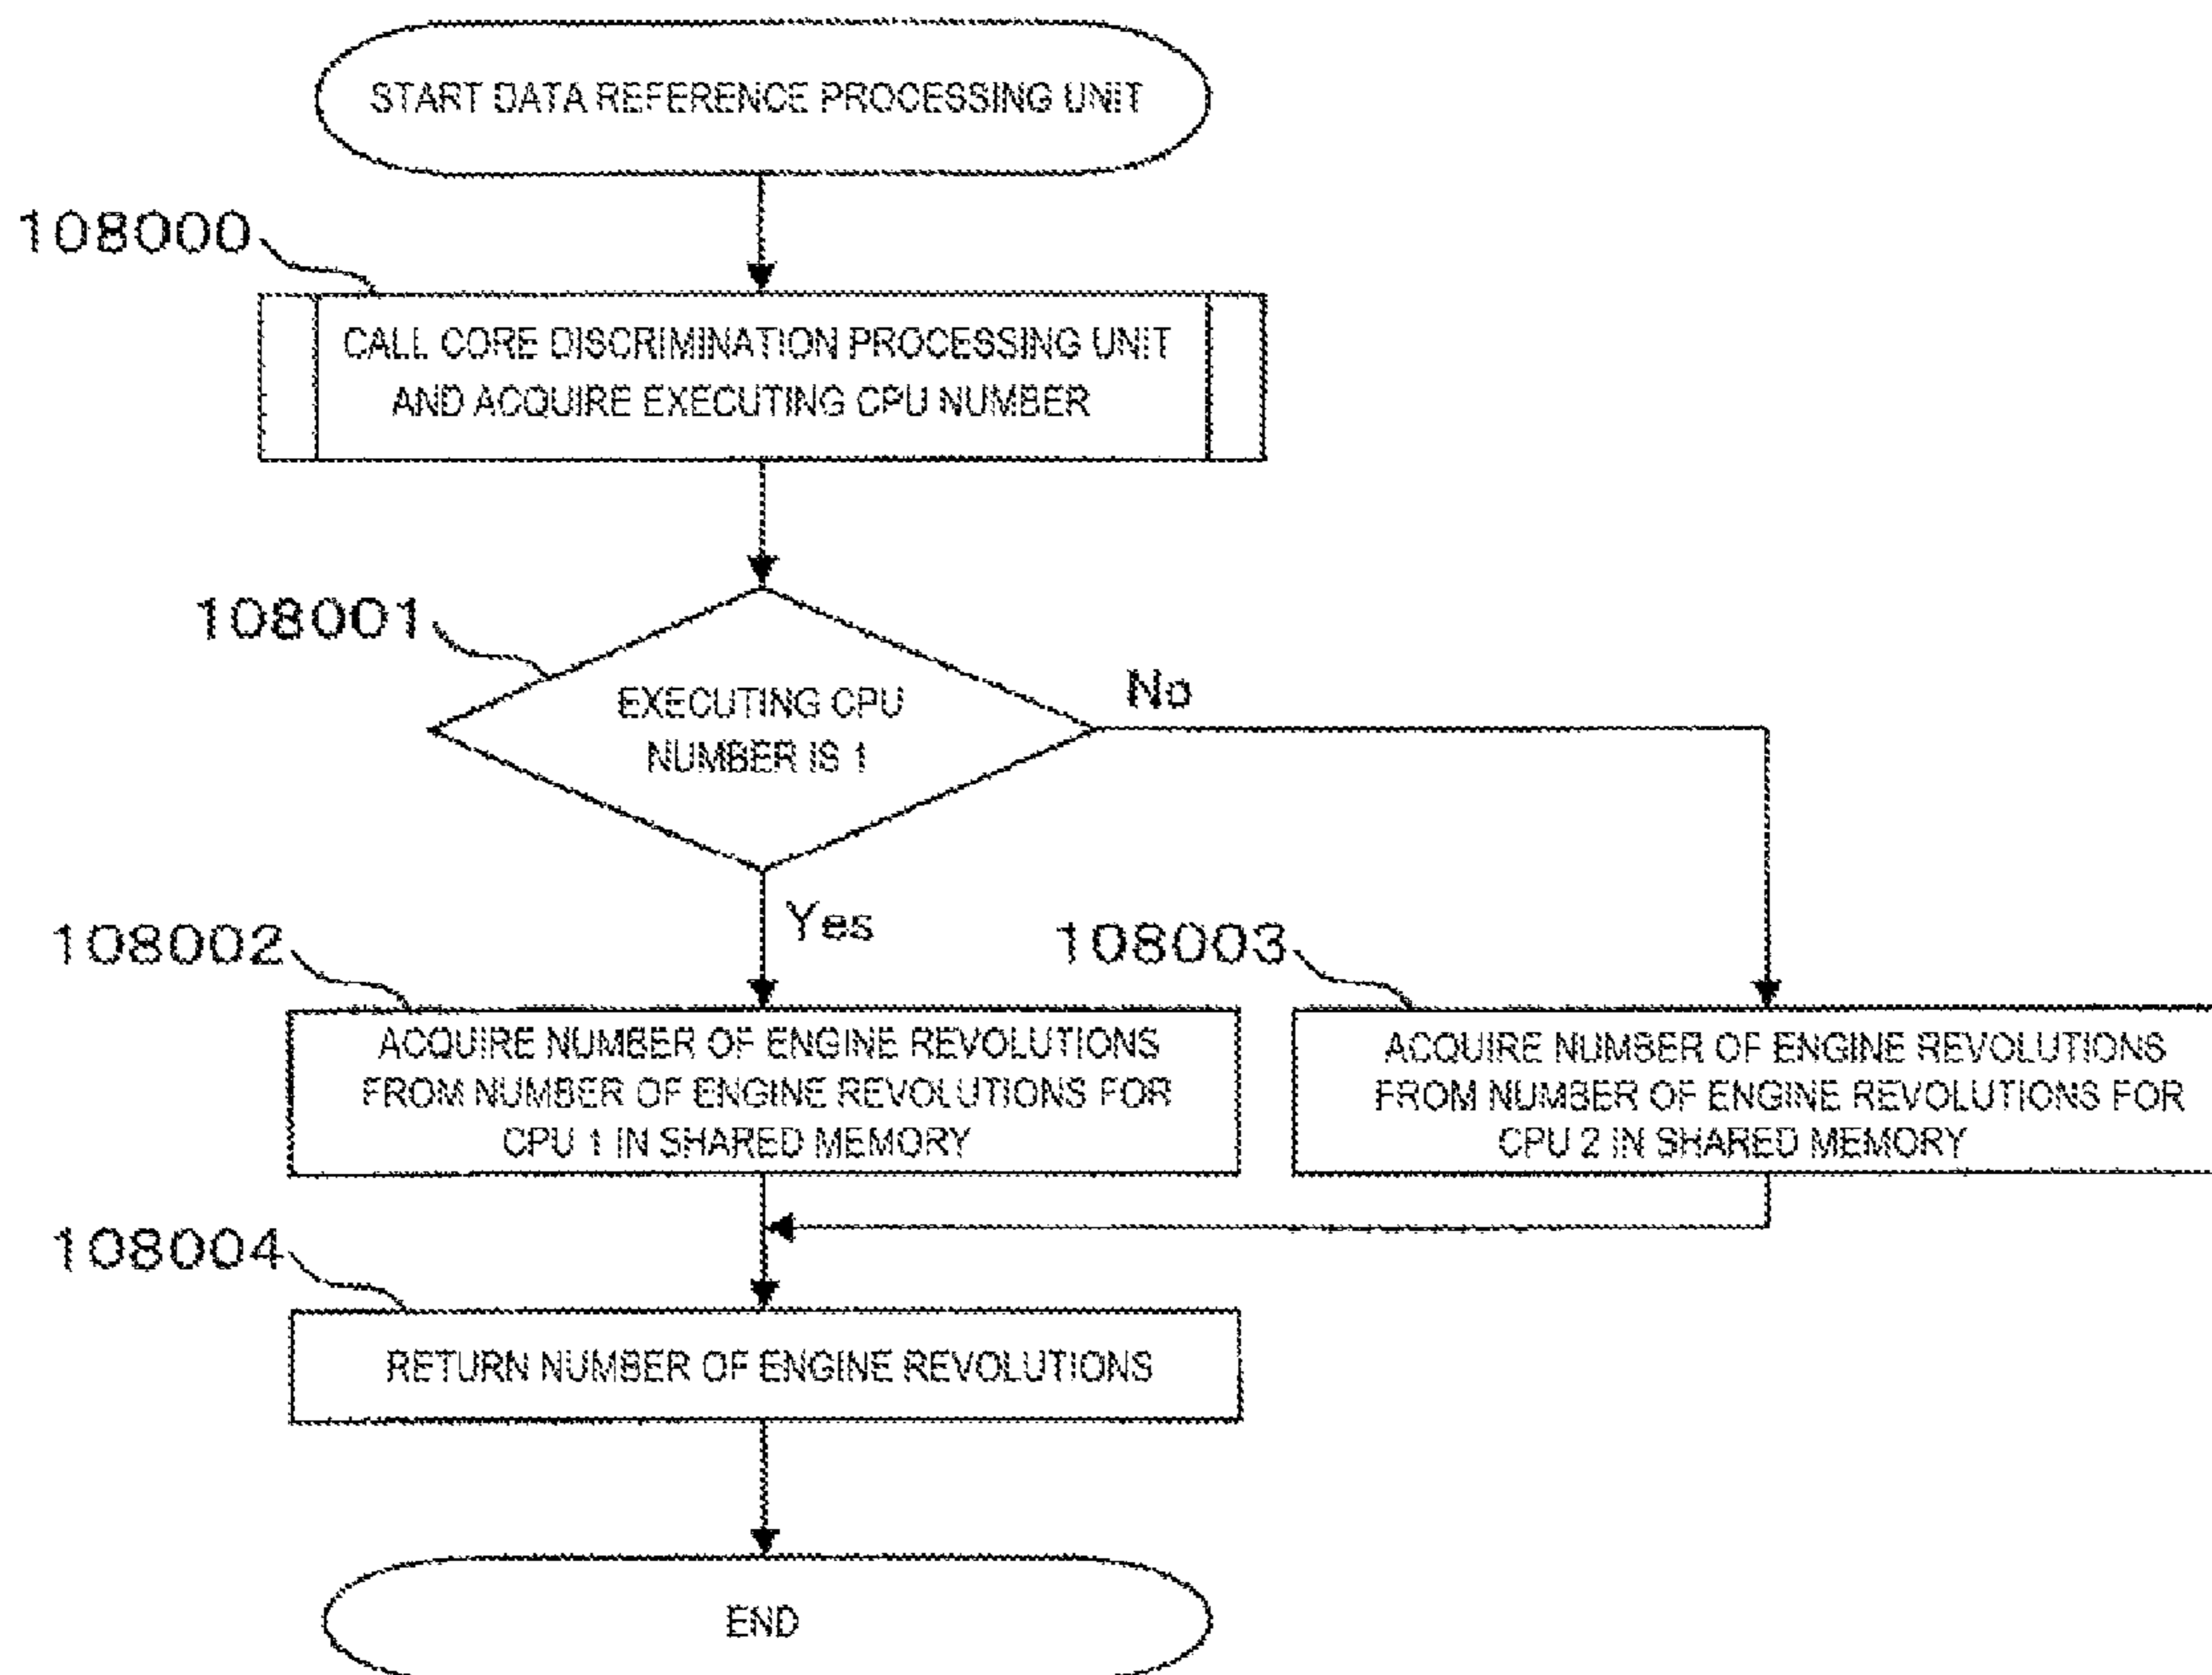 START DATA REFERENCE PROCESSING UNIT
108000
CALL CORE DISCRIMINATION PROCESSING UNIT
AND ACQUIRE EXECUTING CPU NUMBER
108001
EXECUTING CPU
NUMBER IS 1
No
Yes
108002
ACQUIRE NUMBER OF ENGINE REVOLUTIONS
FROM NUMBER OF ENGINE REVOLUTIONS FOR
CPU 1 IN SHARED MEMORY
108003
ACQUIRE NUMBER OF ENGINE REVOLUTIONS
FROM NUMBER OF ENGINE REVOLUTIONS FOR
CPU 2 IN SHARED MEMORY
108004
RETURN NUMBER OF ENGINE REVOLUTIONS
END